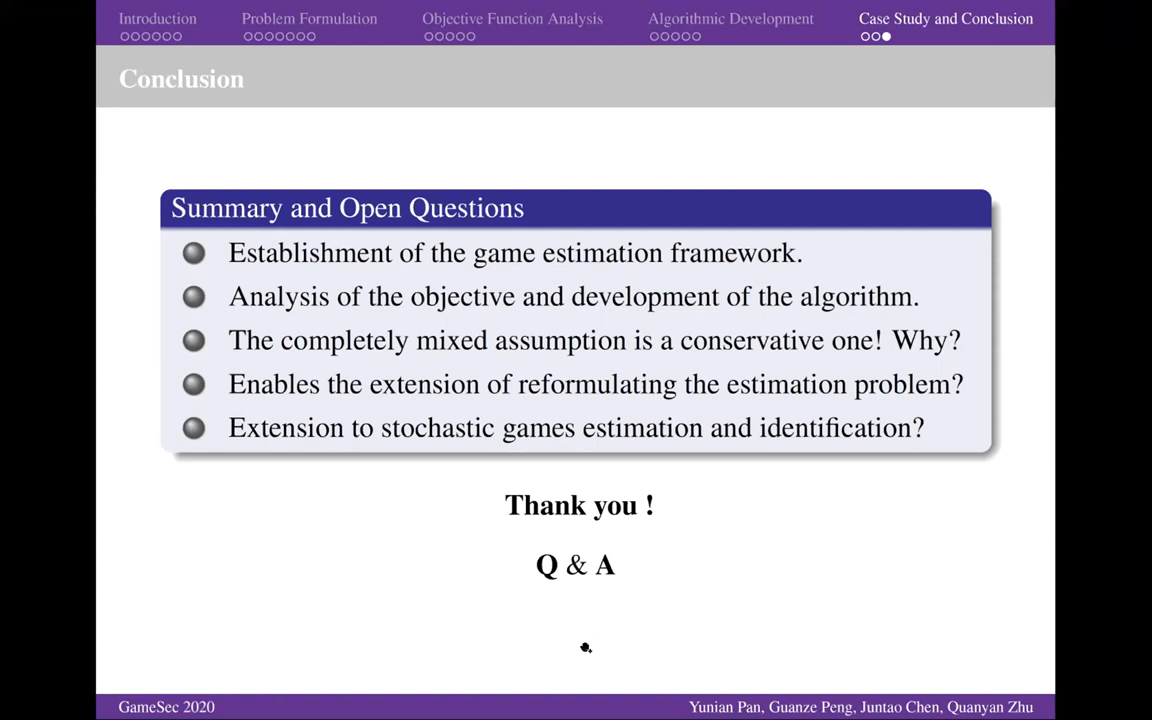 Introduction Problem Formulation Objective Function Analysis Algorithmic Development Case Study and Conclusion
Conclusion
Summary and Open Questions
Establishment of the game estimation framework.
Analysis of the objective and development of the algorithm.
The completely mixed assumption is a conservative one! Why?
Enables the extension of reformulating the estimation problem?
Extension to stochastic games estimation and identification?
Thank you !
Q & A
GameSec 2020 Yunian Pan, Guanze Peng, Juntao Chen, Quanyan Zhu